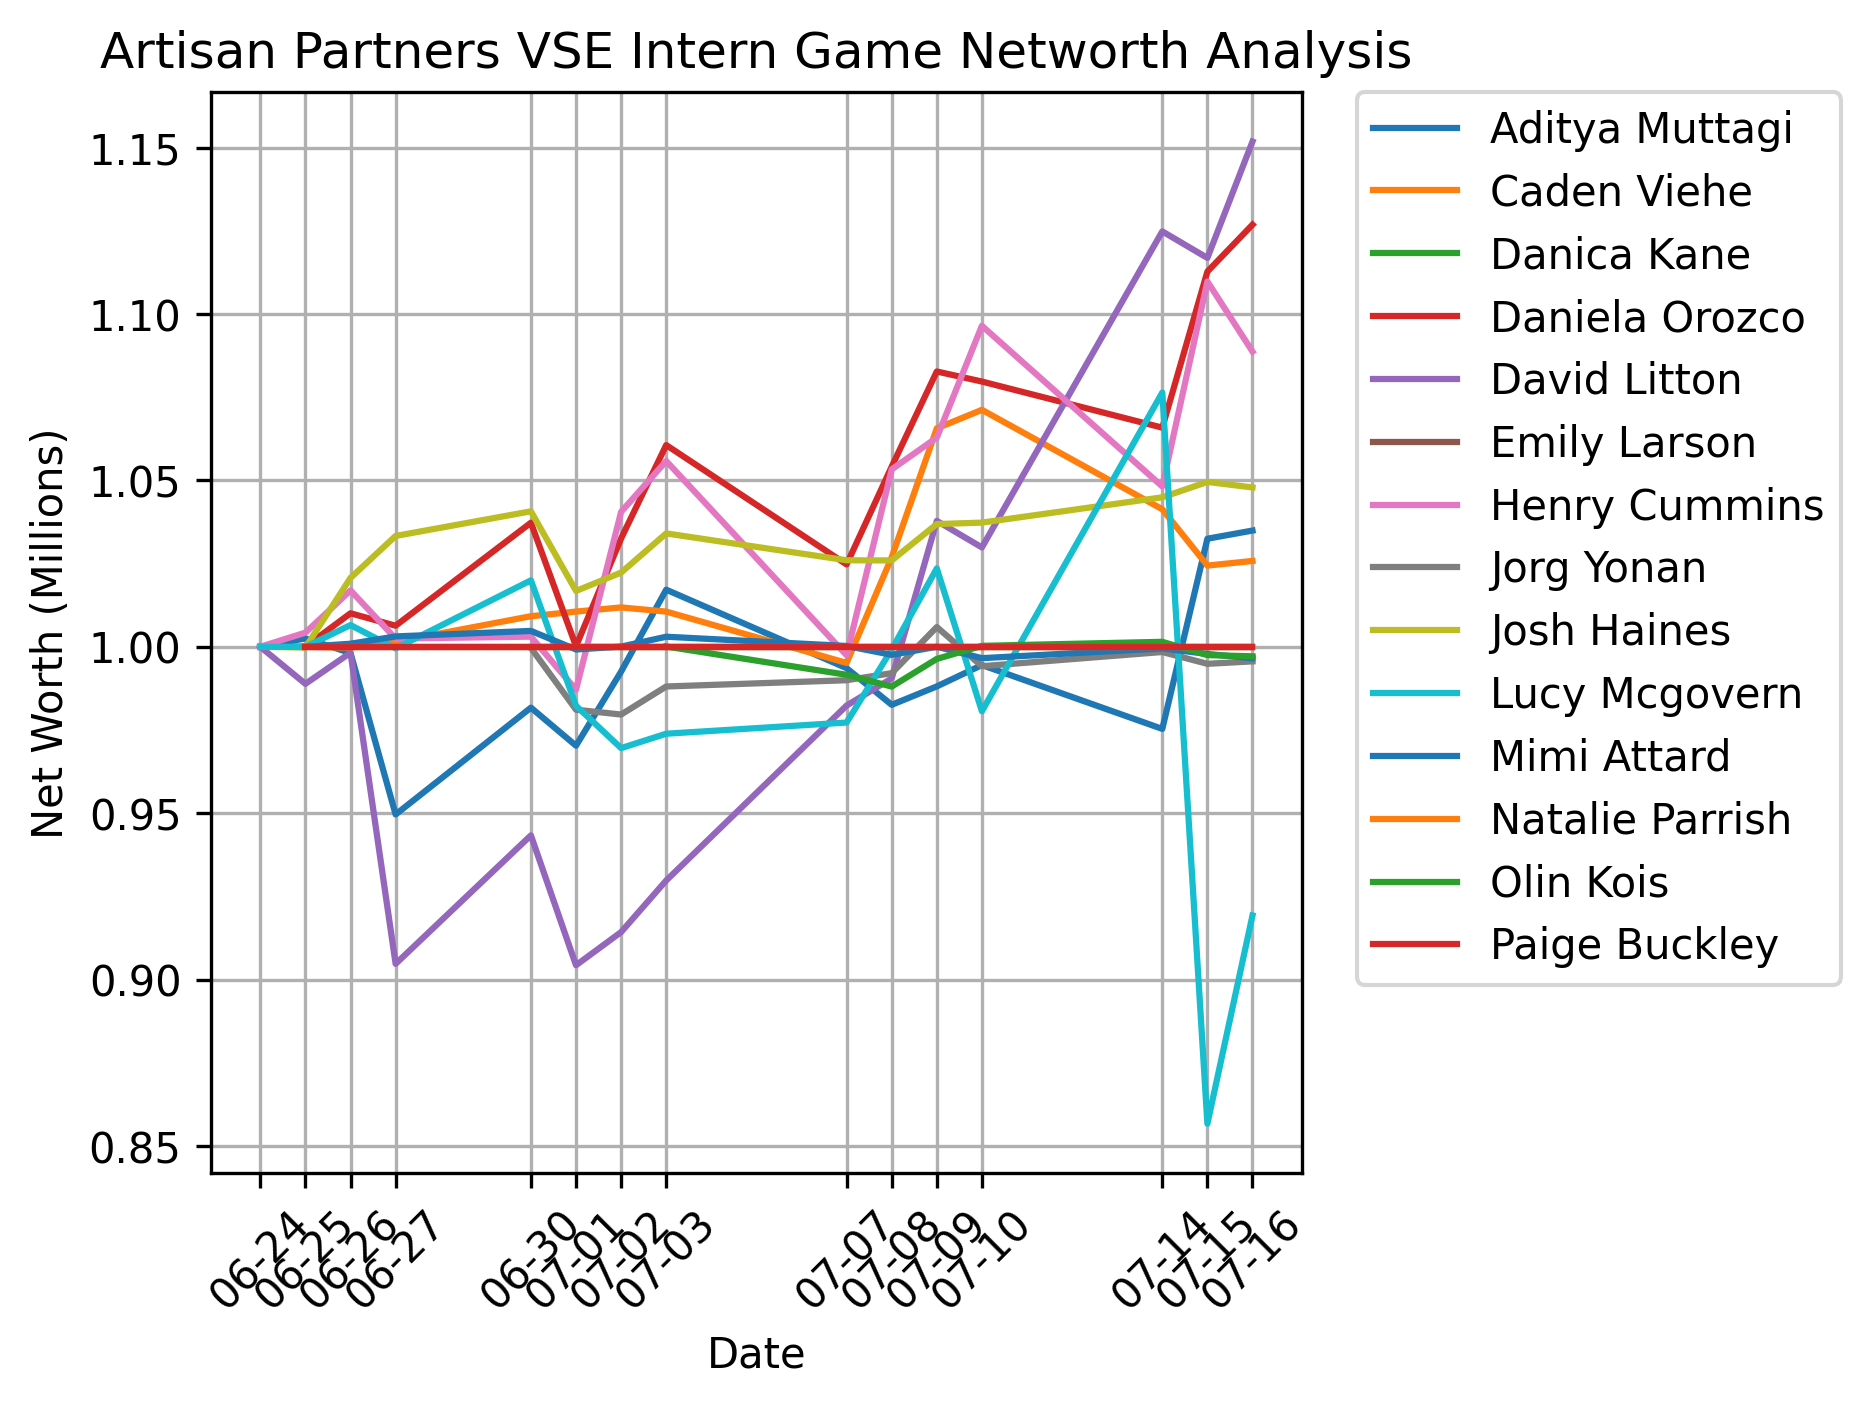 Artisan Partners VSE Intern Game Networth Analysis
Net Worth (Millions)
1.15
1.10
1.05
1.00
0.95
0.90
0.85
06-24
06-25
06-26
06-27
06-30
07-01
07-02
07-03
07-07
07-08
07-09
07-10
07-14
07-15
07-16
Date
Aditya Muttagi
Caden Viehe
Danica Kane
Daniela Orozco
David Litton
Emily Larson
Henry Cummins
Jorg Yonan
Josh Haines
Lucy Mcgovern
Mimi Attard
Natalie Parrish
Olin Kois
Paige Buckley